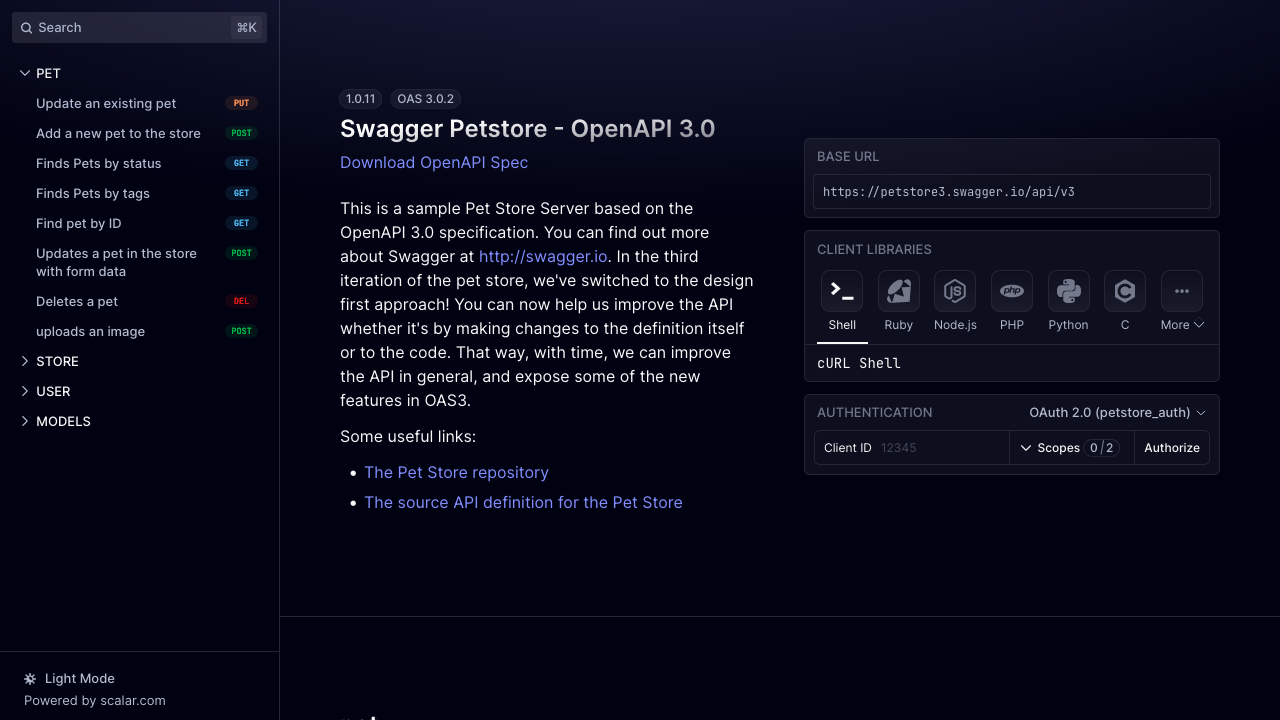 Search ⌘K
PET
Update an existing pet PUT
Add a new pet to the store POST
Finds Pets by status GET
Finds Pets by tags GET
Find pet by ID GET
Updates a pet in the store POST
with form data
Deletes a pet DEL
uploads an image POST
STORE
USER
MODELS
Light Mode
Powered by scalar.com
1.0.11 OAS 3.0.2
Swagger Petstore - OpenAPI 3.0
Download OpenAPI Spec
This is a sample Pet Store Server based on the
OpenAPI 3.0 specification. You can find out more
about Swagger at http://swagger.io. In the third
iteration of the pet store, we've switched to the design
first approach! You can now help us improve the API
whether it's by making changes to the definition itself
or to the code. That way, with time, we can improve
the API in general, and expose some of the new
features in OAS3.
Some useful links:
• The Pet Store repository
• The source API definition for the Pet Store
BASE URL
https://petstore3.swagger.io/api/v3
CLIENT LIBRARIES
php
Shell Ruby Node.js PHP Python C More
cURL Shell
AUTHENTICATION OAuth 2.0 (petstore_auth)
Client ID 12345 Scopes 0/2 Authorize